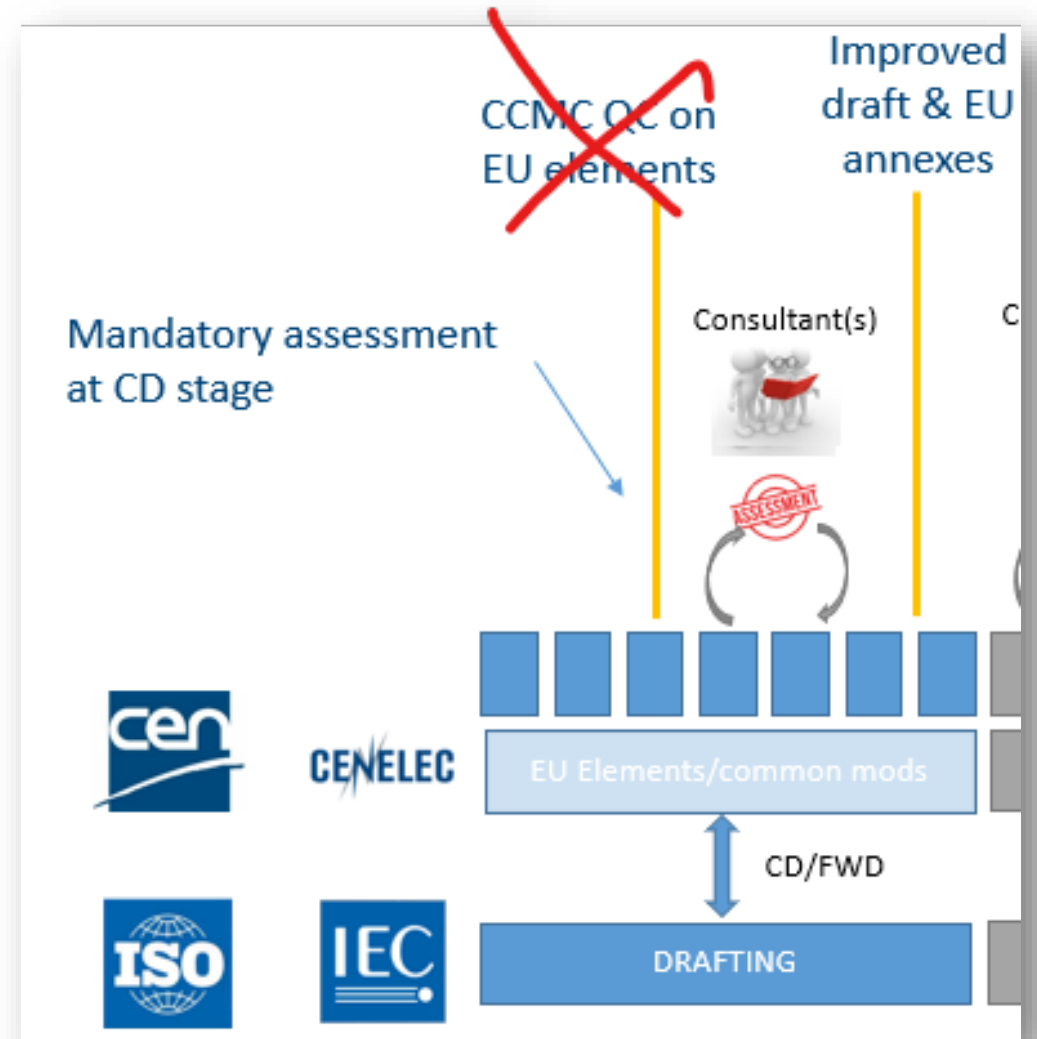 CCMC QC on
EU elements
Improved
draft & EU
annexes
Mandatory assessment
at CD stage
Consultant(s)
C
ASSESSMENT
cen
CENELEC
EU Elements/common mods
CD/FWD
ISO
IEC
DRAFTING